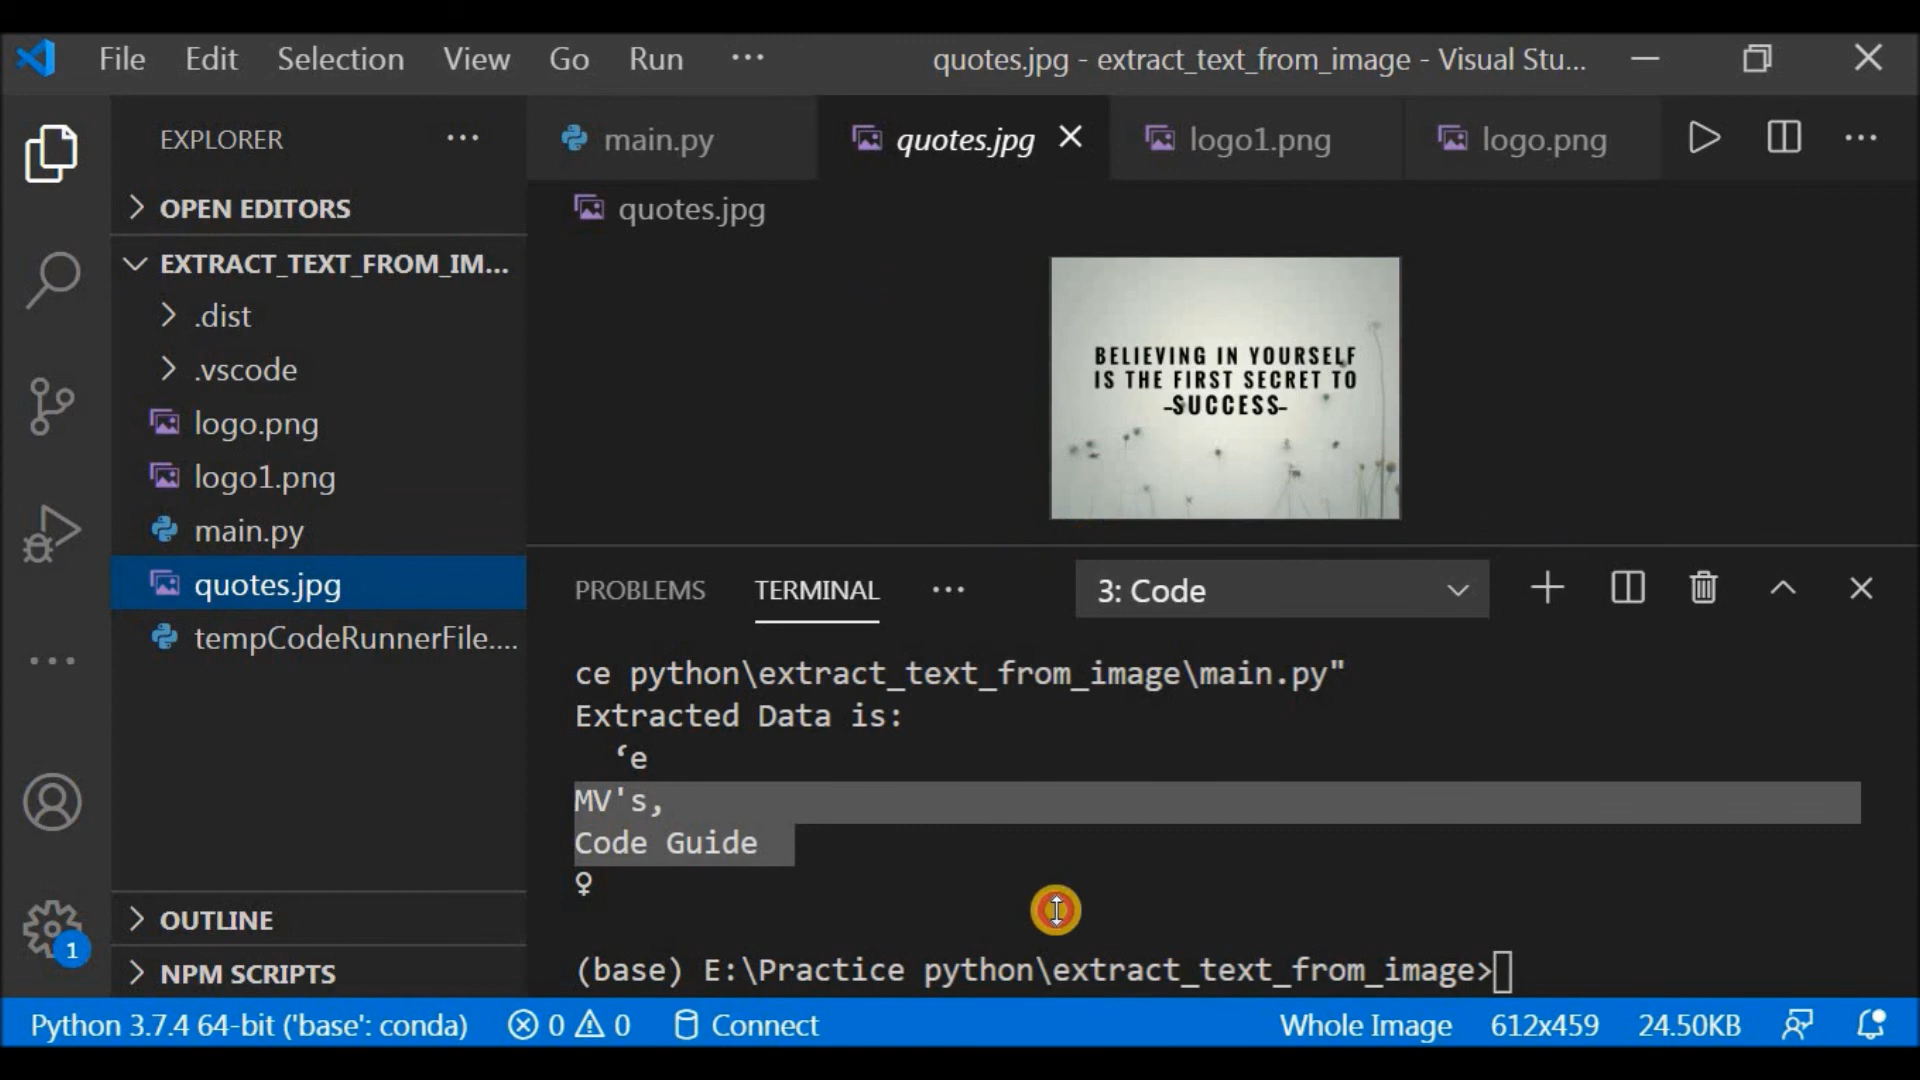 File Edit Selection View Go Run ··· quotes.jpg - extract_text_from_image - Visual Stu...
EXPLORER ···
OPEN EDITORS
EXTRACT_TEXT_FROM_IM...
.dist
.vscode
logo.png
logo1.png
main.py
quotes.jpg
tempCodeRunnerFile....
OUTLINE
NPM SCRIPTS
main.py quotes.jpg logo1.png logo.png ···
quotes.jpg
BELIEVING IN YOURSELF
IS THE FIRST SECRET TO
-SUCCESS-
PROBLEMS TERMINAL ··· 3: Code
ce python\extract_text_from_image\main.py"
Extracted Data is:
‘e
MV's,
Code Guide
♀
(base) E:\Practice python\extract_text_from_image>
1
Python 3.7.4 64-bit ('base': conda) 0 0 Connect Whole Image 612x459 24.50KB